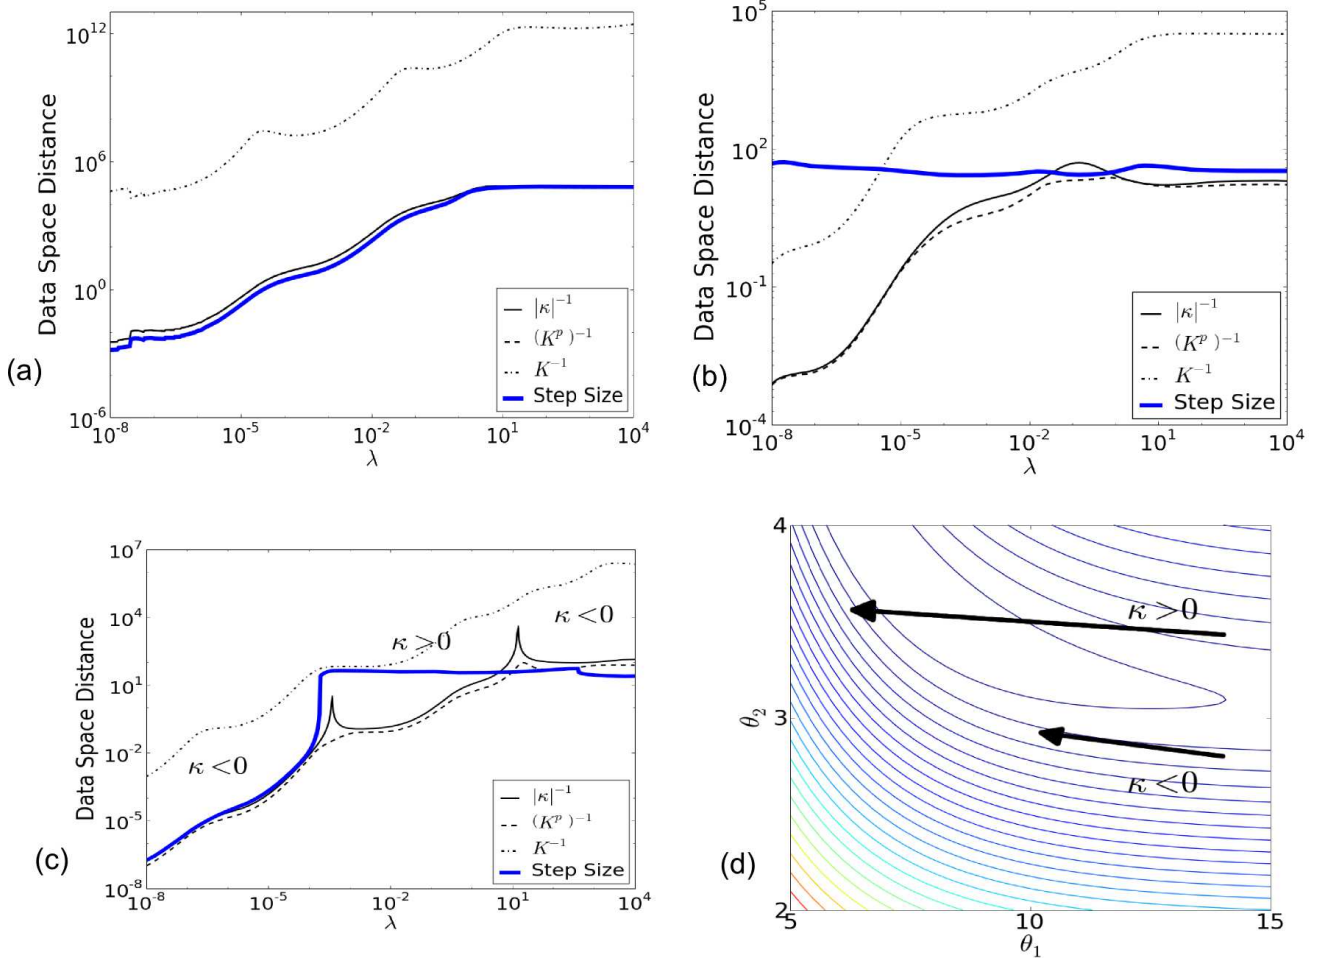 10^12
10^6
10^0
10^-6
Data Space Distance
10^-8
10^-5
10^-2
10^1
10^4
λ
|κ|^-1
(K^p)^-1
K^-1
Step Size
(a)
10^5
10^2
10^-1
10^-4
Data Space Distance
10^-8
10^-5
10^-2
10^1
10^4
λ
|κ|^-1
(K^p)^-1
K^-1
Step Size
(b)
10^7
10^4
10^1
10^-2
10^-5
10^-8
Data Space Distance
κ<0
κ>0
κ<0
10^-8
10^-5
10^-2
10^1
10^4
λ
|κ|^-1
(K^p)^-1
K^-1
Step Size
(c)
4
3
2
θ_2
κ>0
κ<0
5
10
15
θ_1
(d)